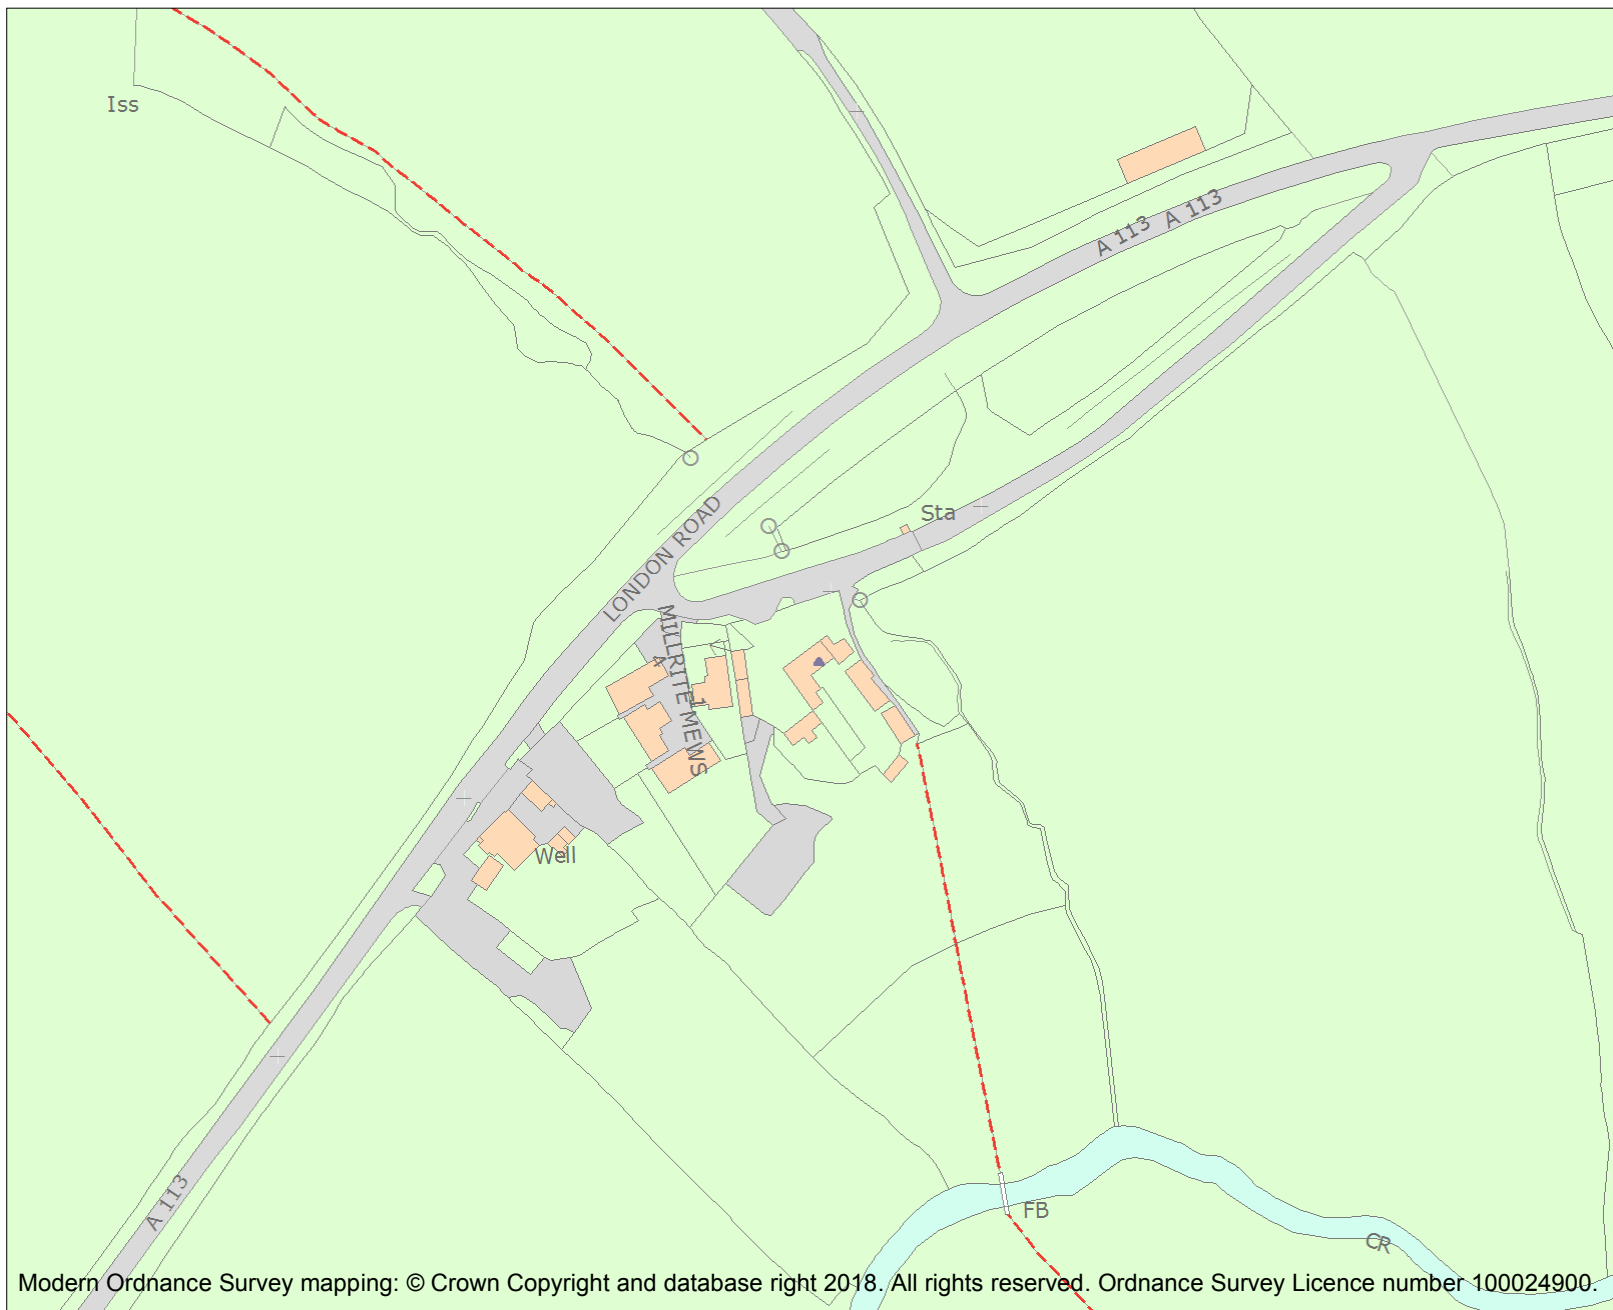 Iss
A 113
A 113
LONDON ROAD
Sta
MILLRITE MEWS
4
1
Well
A 113
FB
CR
Modern Ordnance Survey mapping: © Crown Copyright and database right 2018. All rights reserved. Ordnance Survey Licence number 100024900.